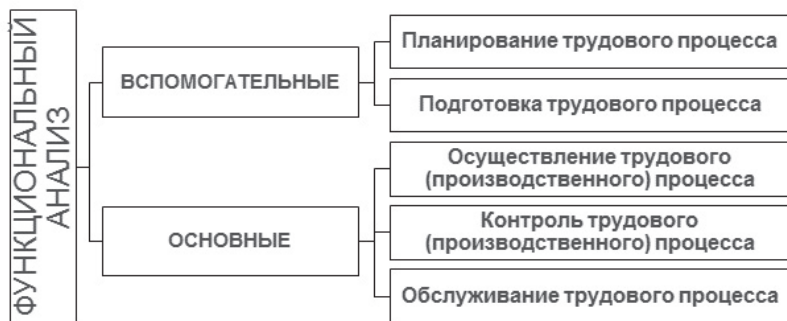 ФУНКЦИОНАЛЬНЫЙ
АНАЛИЗ
ВСПОМОГАТЕЛЬНЫЕ
Планирование трудового процесса
Подготовка трудового процесса
ОСНОВНЫЕ
Осуществление трудового
(производственного) процесса
Контроль трудового
(производственного) процесса
Обслуживание трудового процесса